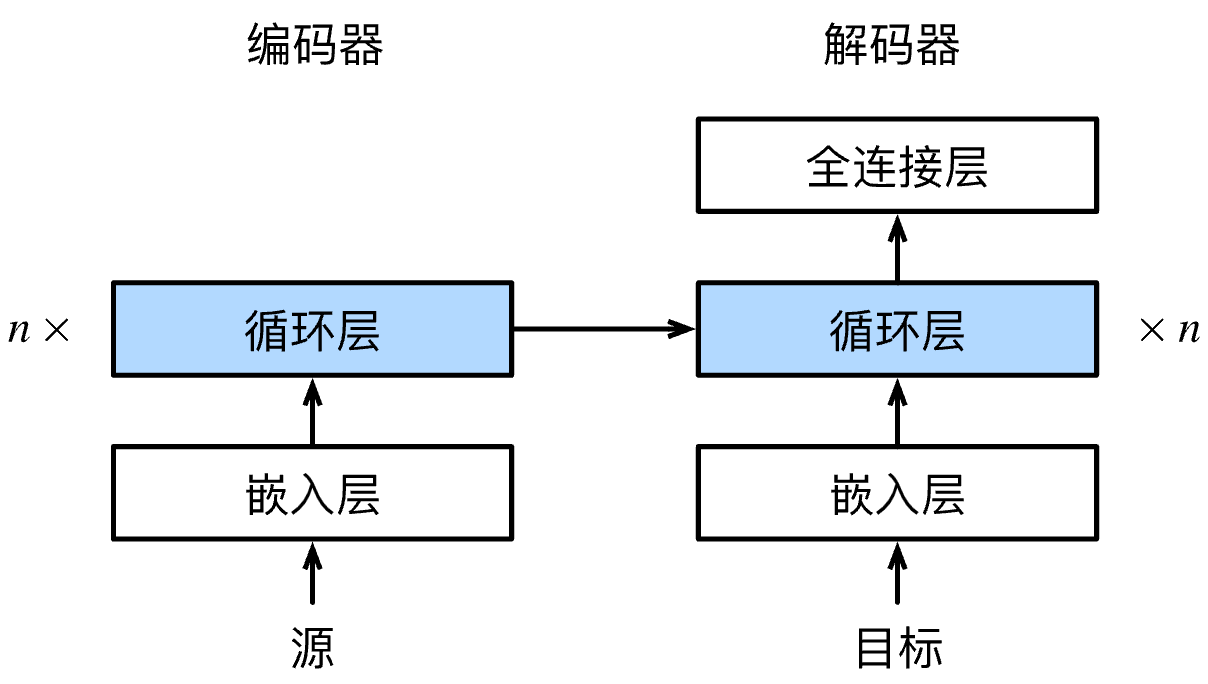 编码器 解码器
全连接层
n × 循环层 循环层 × n
嵌入层 嵌入层
源 目标